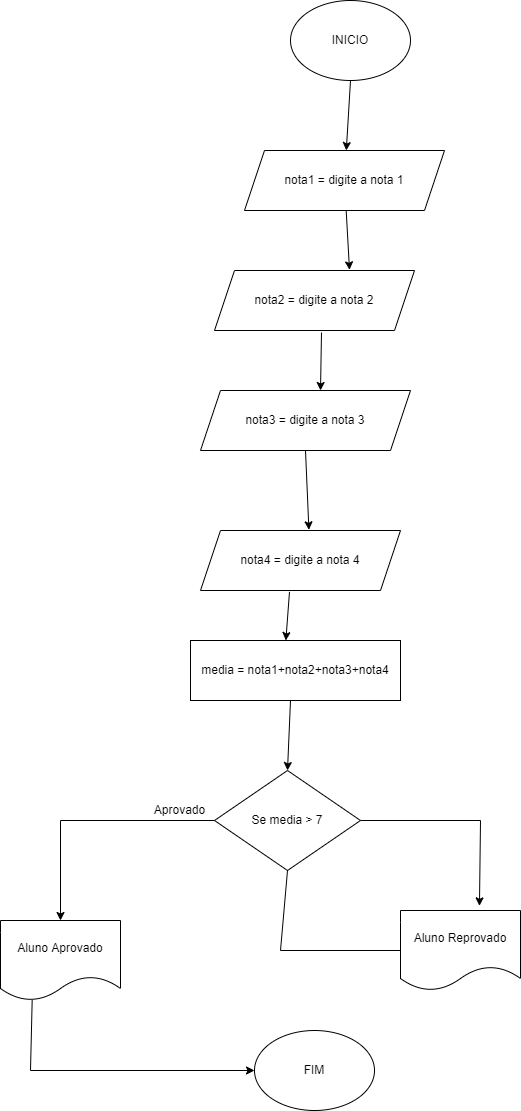 INICIO
nota1 = digite a nota 1
nota2 = digite a nota 2
nota3 = digite a nota 3
nota4 = digite a nota 4
media = nota1+nota2+nota3+nota4
Aprovado
Se media > 7
Aluno Aprovado
Aluno Reprovado
FIM